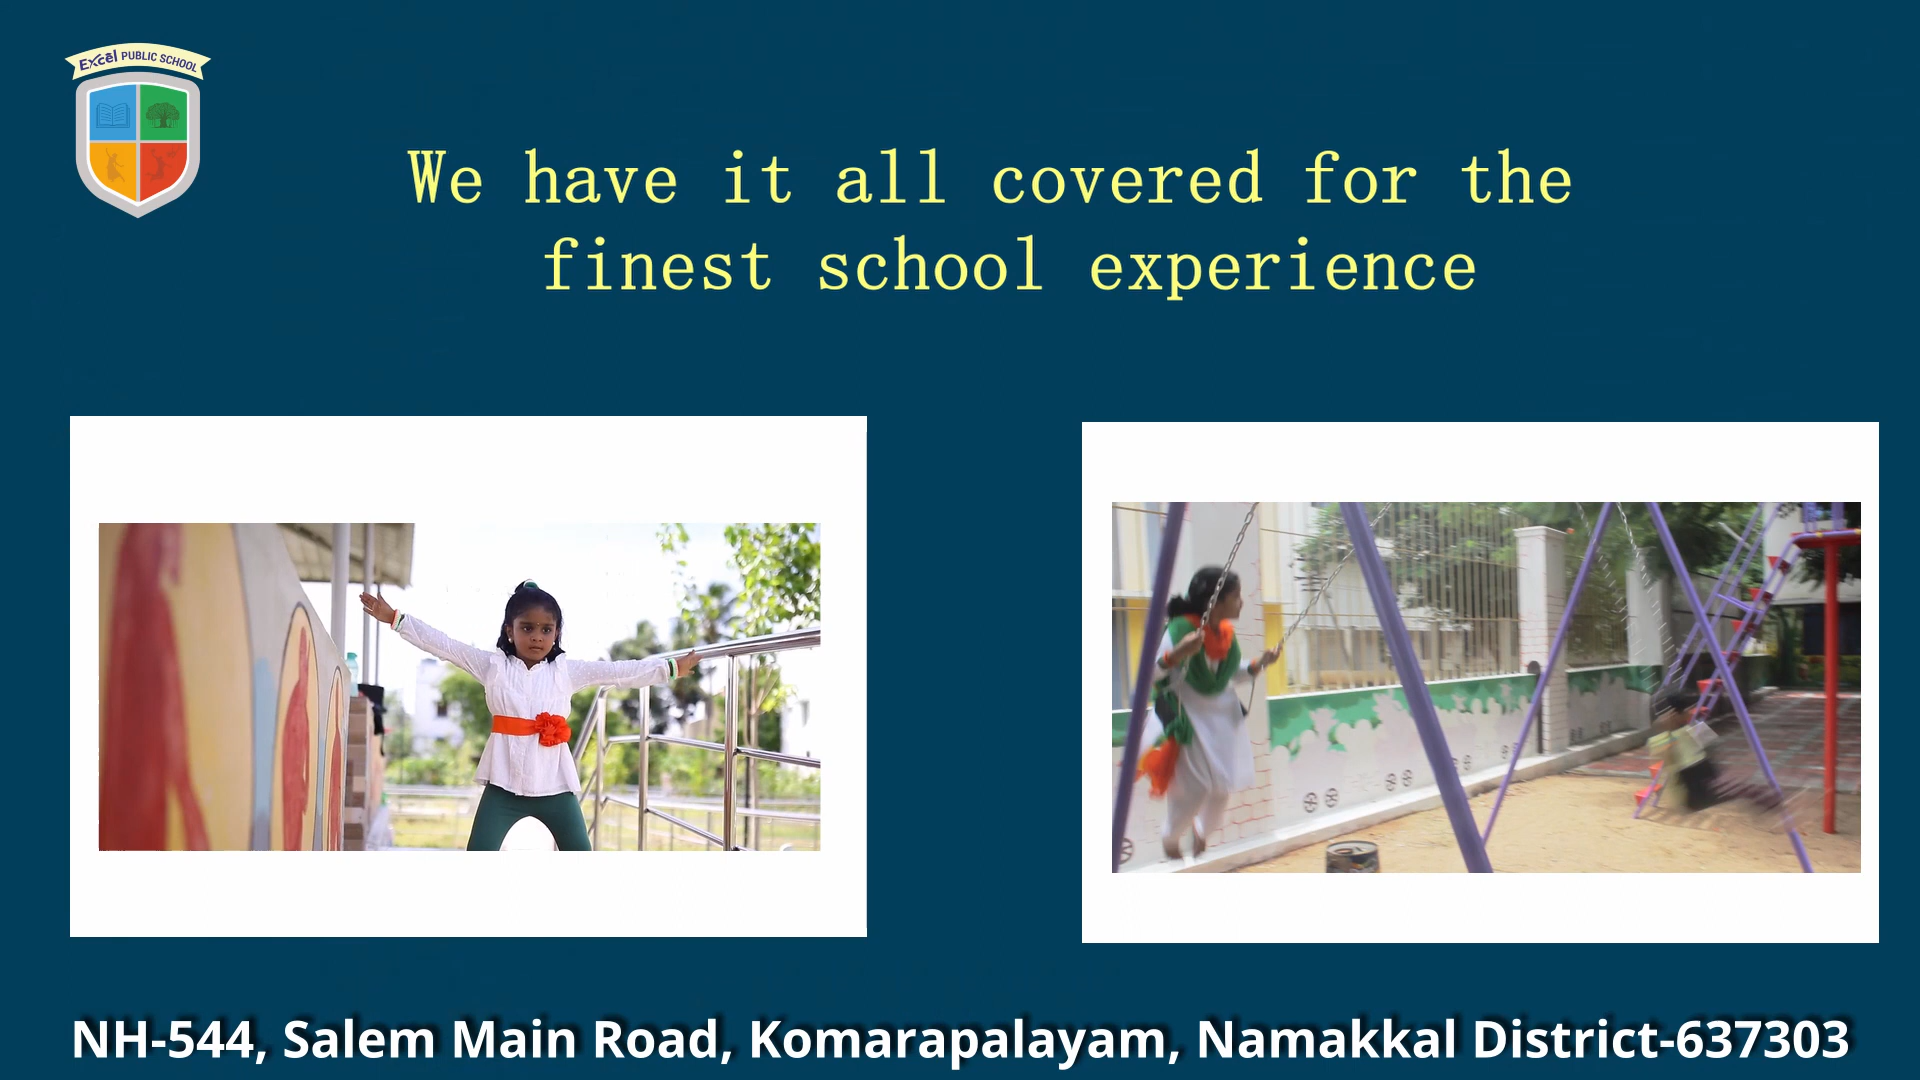 Excel PUBLIC SCHOOL
We have it all covered for the
finest school experience
NH-544, Salem Main Road, Komarapalayam, Namakkal District-637303